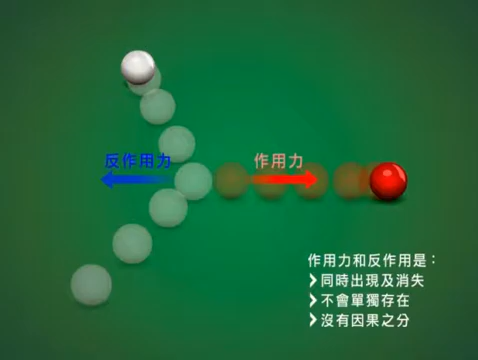 反作用力
作用力
作用力和反作用是：
❯同時出現及消失
❯不會單獨存在
❯沒有因果之分